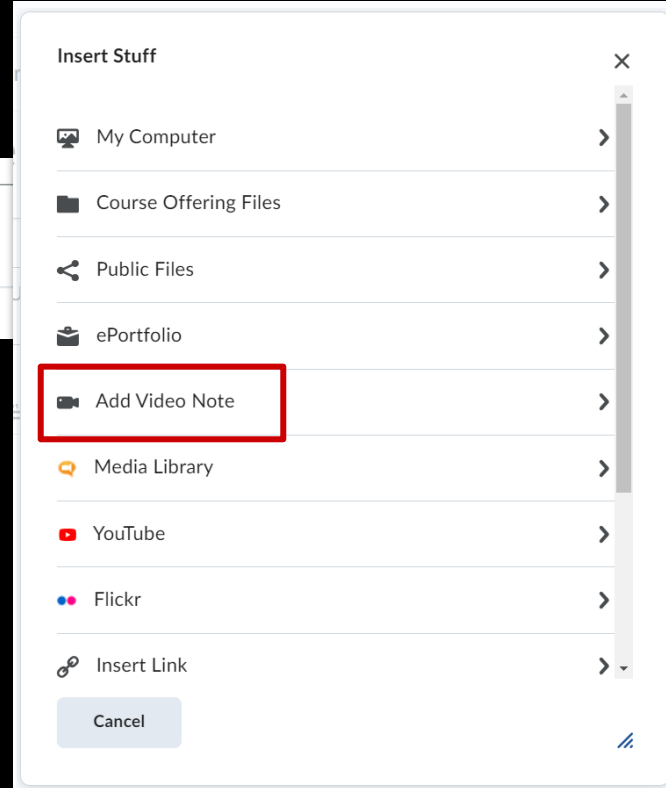 Insert Stuff
My Computer
Course Offering Files
Public Files
ePortfolio
Add Video Note
Media Library
YouTube
Flickr
Insert Link
Cancel